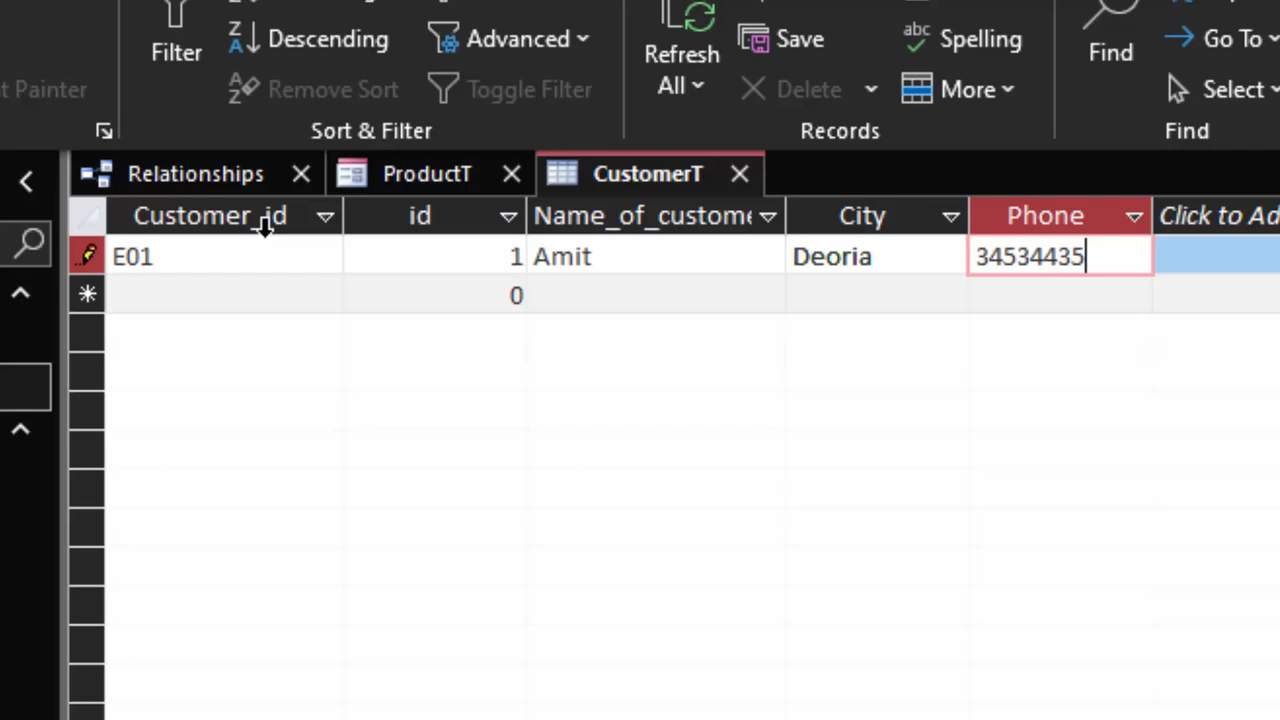 Filter
Descending
Advanced
Refresh All
Save
Spelling
Find
Go To
t Painter
Remove Sort
Toggle Filter
Delete
More
Select
Sort & Filter
Records
Find
Relationships
ProductT
CustomerT
Customer_id id Name_of_custome City Phone Click to Ad
E01 1 Amit Deoria 34534435
0